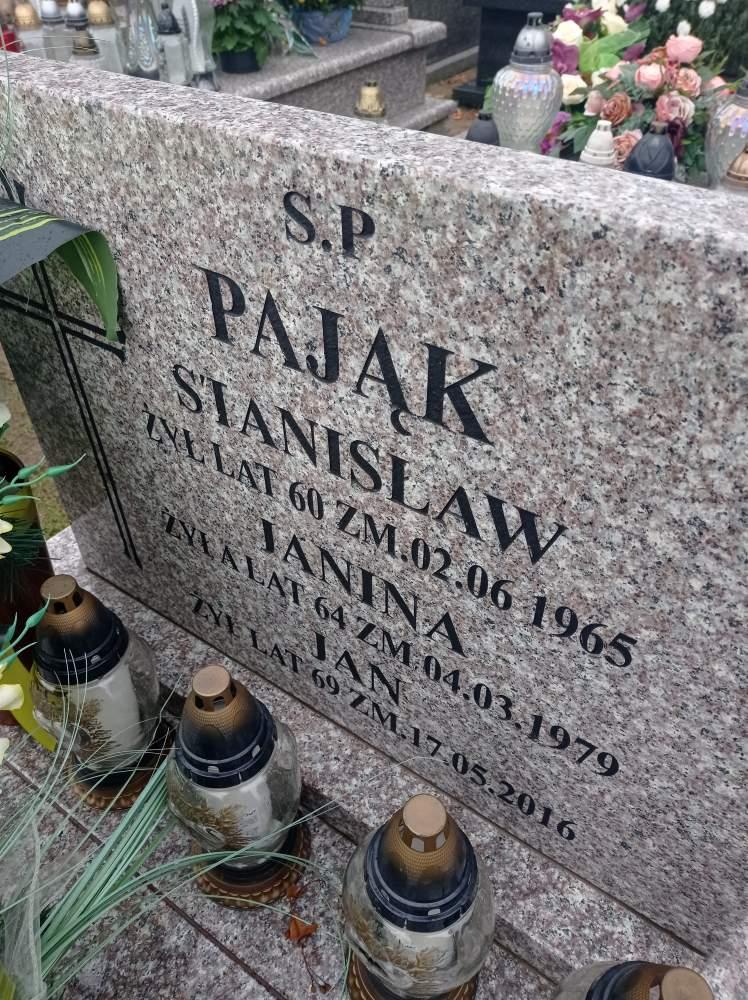 S.P
PAJĄK
STANISŁAW
ŻYŁ LAT 60 ZM.02.06 1965
JANINA
ŻYŁA LAT 64 ZM.04.03.1979
JAN
ŻYŁ LAT 69 ZM.17.05.2016